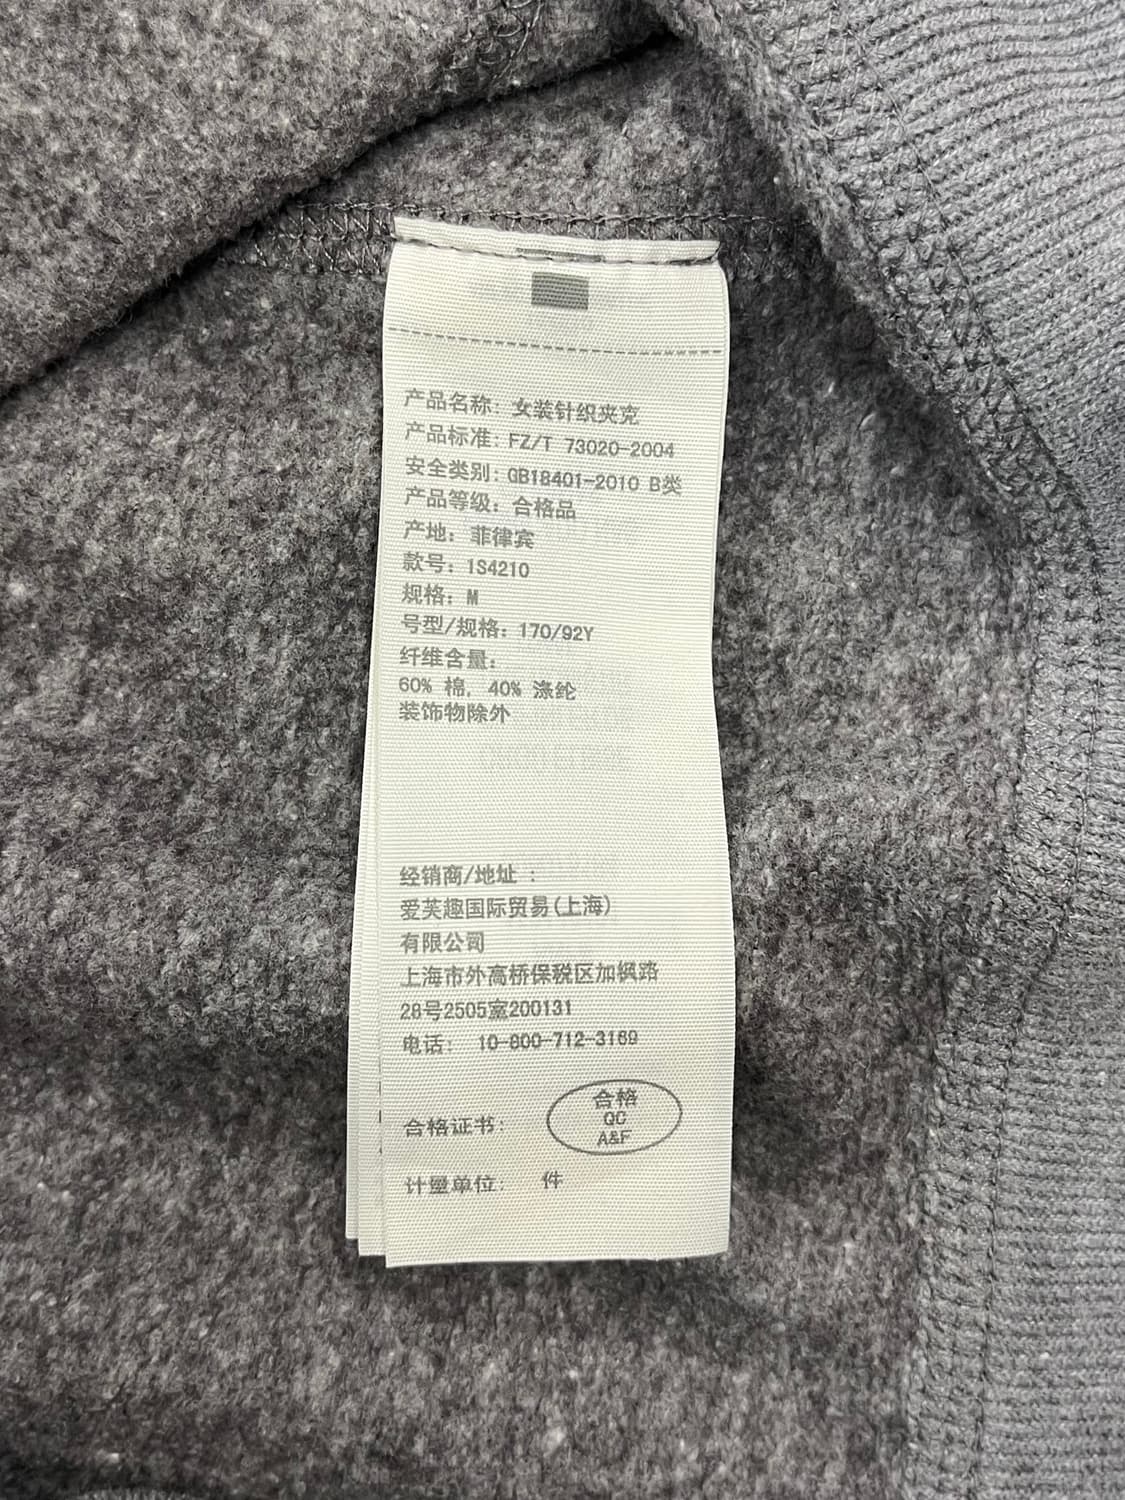 产品名称: 女装针织夹克
产品标准: FZ/T 73020-2004
安全类别: GB18401-2010 B类
产品等级: 合格品
产地: 菲律宾
款号: 1S4210
规格: M
号型/规格: 170/92Y
纤维含量:
60% 棉, 40% 涤纶
装饰物除外
经销商/地址 :
爱芙趣国际贸易(上海)
有限公司
上海市外高桥保税区加枫路
28号2505室200131
电话: 10-800-712-3169
合格证书:
合格
QC
A&F
计量单位: 件